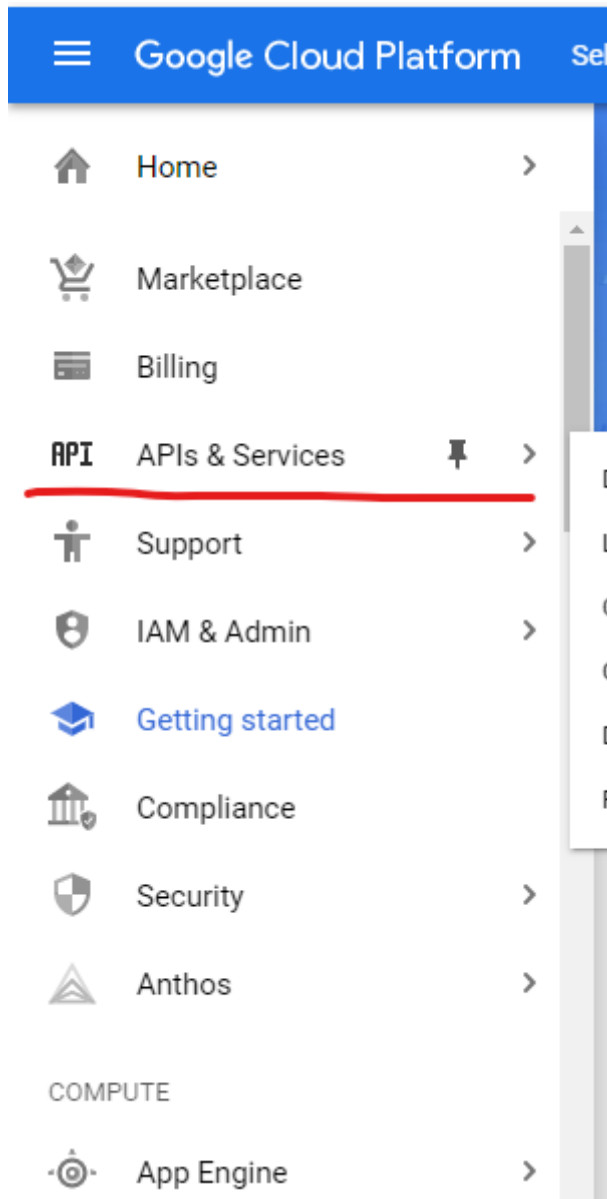 Google Cloud Platform
Home
Marketplace
Billing
API APIs & Services
Support
IAM & Admin
Getting started
Compliance
Security
Anthos
COMPUTE
App Engine